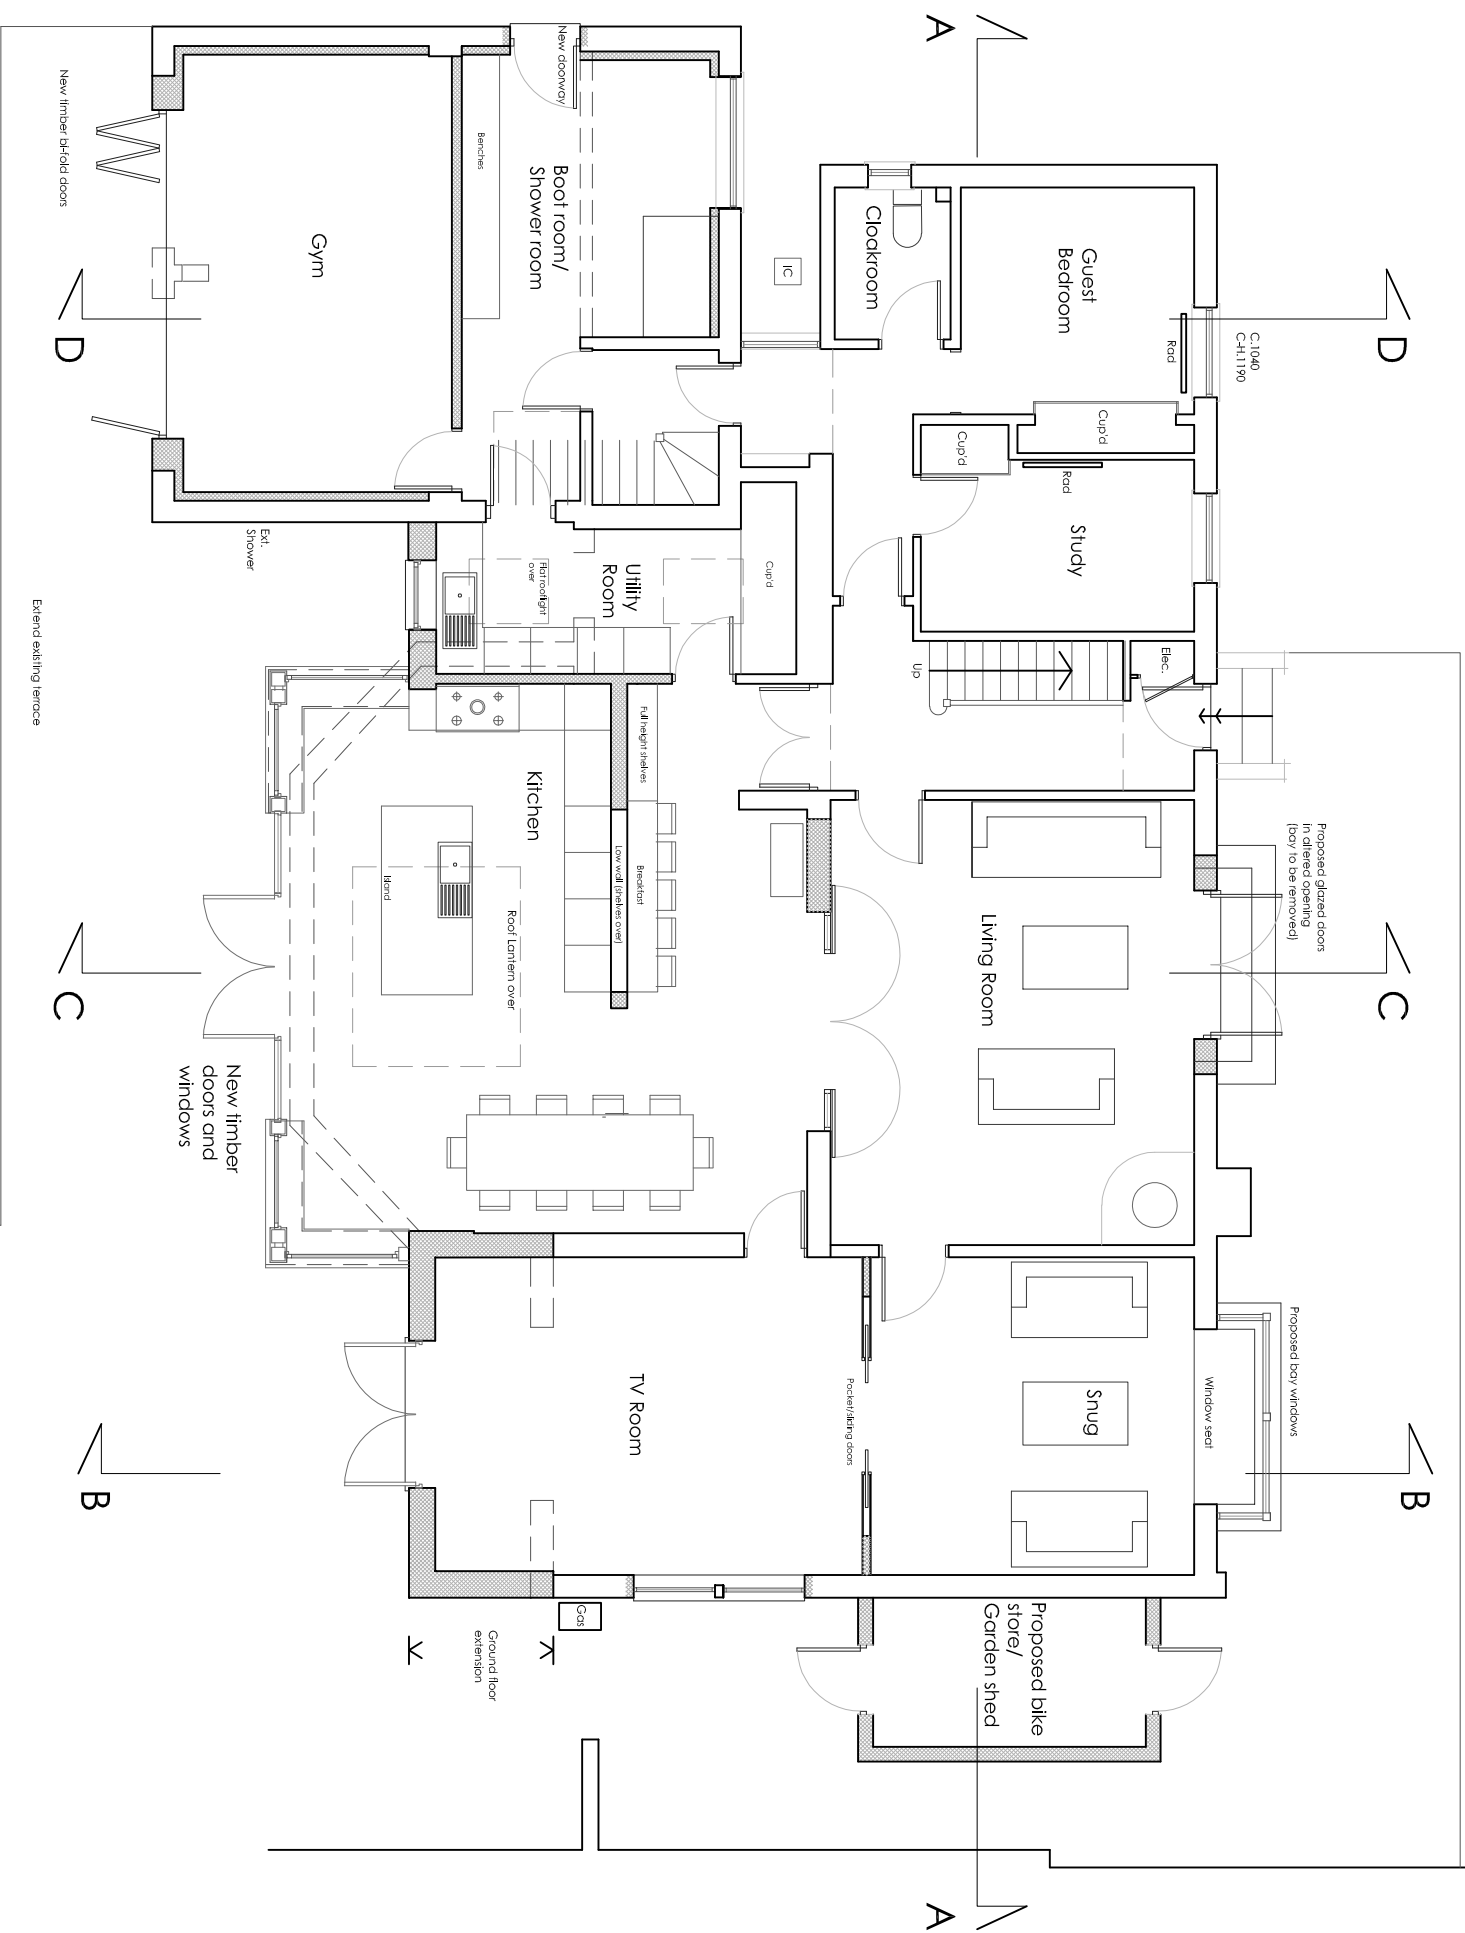 A
D
C.1040
C-H.1190
Guest
Bedroom
Rad
Cup'd
Cup'd
Cloakroom
IC
New doorway
Benches
Boot room/
Shower room
Gym
New timber bi-fold doors
D
Rad
Study
Elec.
Up
Cup'd
Utility
Room
Flat rooflight
over
Ext.
Shower
Extend existing terrace
Proposed glazed doors
in altered opening
(bay to be removed)
C
Living Room
Full height shelves
Breakfast
Low wall (shelves over)
Kitchen
Island
Roof Lantern over
C
New timber
doors and
windows
Proposed bay windows
Window seat
Snug
B
Pocket/sliding doors
TV Room
B
Gas
Ground floor
extension
Proposed bike
store/
Garden shed
A